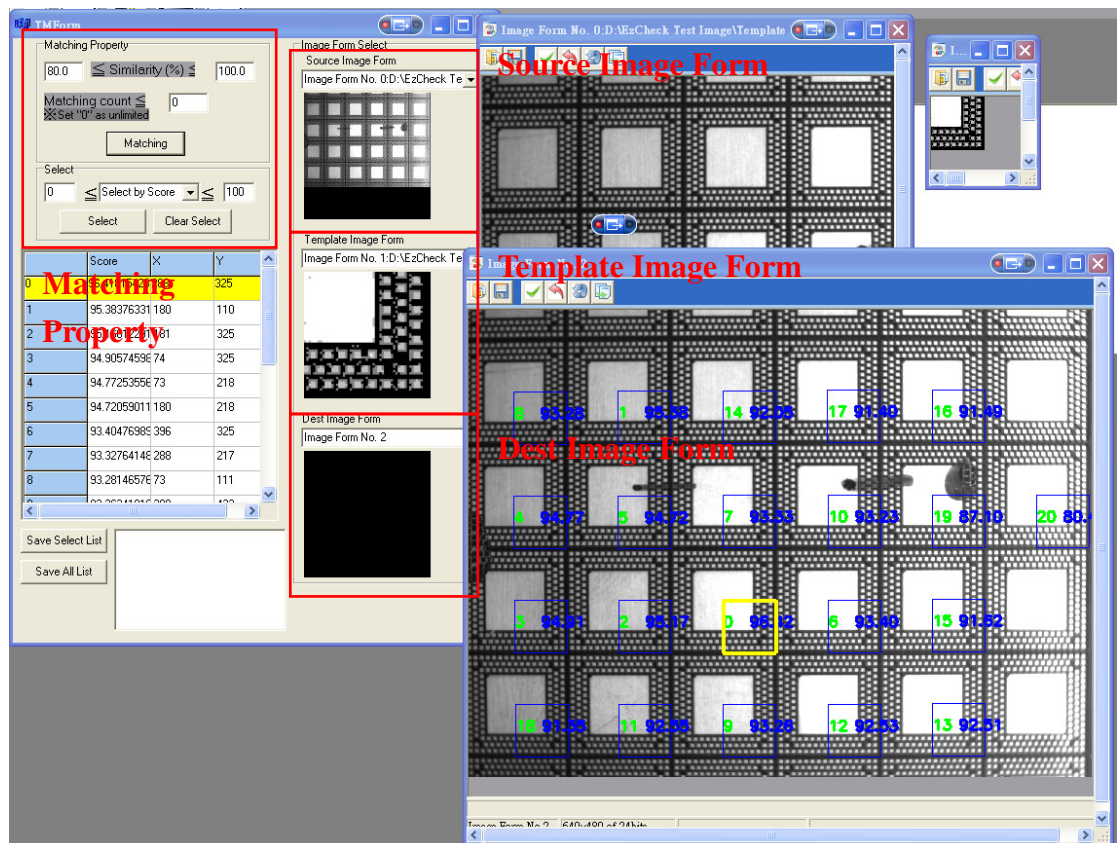 TMForm
Matching Property
80.0 ≦ Similarity (%) ≦ 100.0
Matching count ≦ 0
※Set "0" as unlimited
Matching
Select
0 ≦ Select by Score ≦ 100
Select Clear Select
Score X Y
0 325
1 95.38376331 180 110
2 325
3 94.90574598 74 325
4 94.77253556 73 218
5 94.72059011 180 218
6 93.40476989 396 325
7 93.32764148 288 217
8 93.28146576 73 111
Matching
Property
Save Select List
Save All List
Image Form Select
Source Image Form
Image Form No. 0:D:\EzCheck Te
Template Image Form
Image Form No. 1:D:\EzCheck Te
Dest Image Form
Image Form No. 2
Image Form No. 0:D:\EzCheck Test Image\Template
Source Image Form
I...
Template Image Form
Dest Image Form
8 93.28 1 95.38 14 92.05 17 91.40 16 91.49
4 94.77 5 94.72 7 93.33 10 93.23 19 87.10 20 80.
3 94.91 2 95.17 0 96.42 6 93.40 15 91.62
18 11 92.55 9 93.26 12 92.53 13 92.51
Image Form No.2 640x480 of 24bits